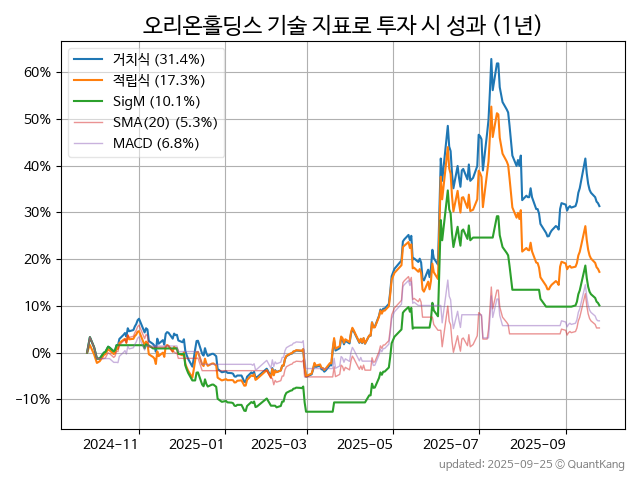 오리온홀딩스 기술 지표로 투자 시 성과 (1년)
거치식 (31.4%)
적립식 (17.3%)
SigM (10.1%)
SMA(20) (5.3%)
MACD (6.8%)
60%
50%
40%
30%
20%
10%
0%
−10%
2024-11 2025-01 2025-03 2025-05 2025-07 2025-09
updated: 2025-09-25 © QuantKang